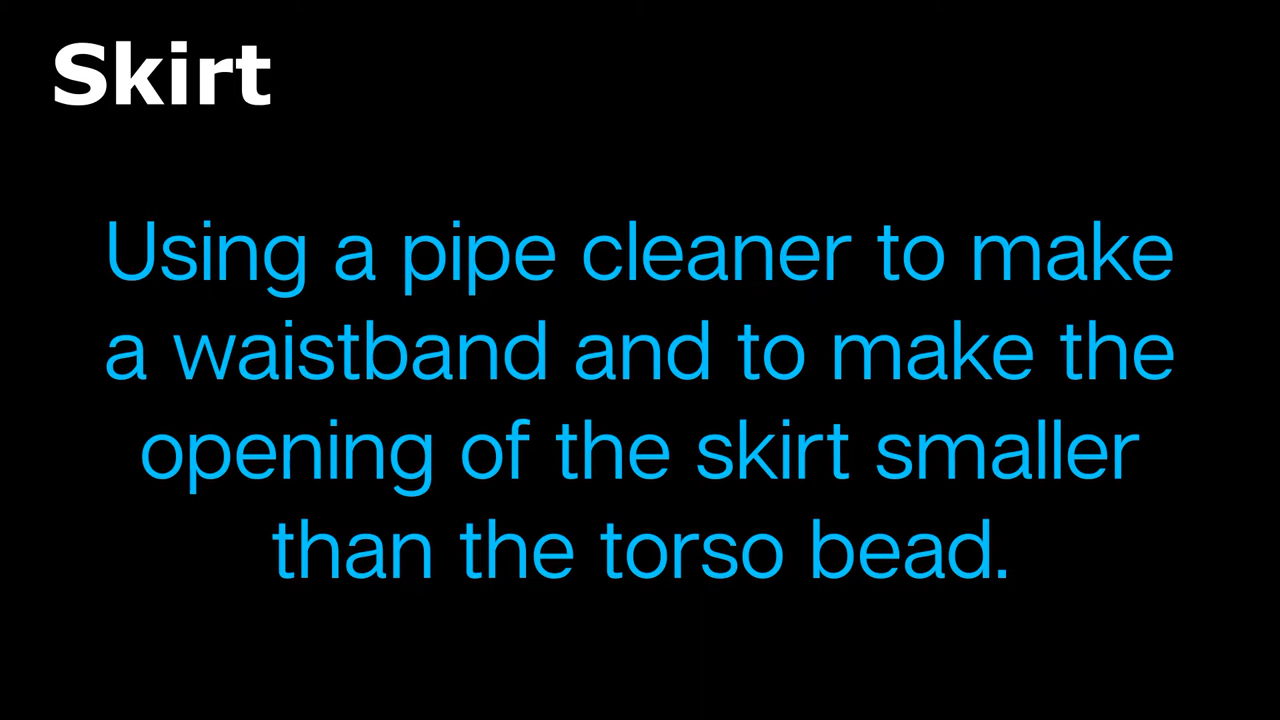 Skirt
Using a pipe cleaner to make
a waistband and to make the
opening of the skirt smaller
than the torso bead.